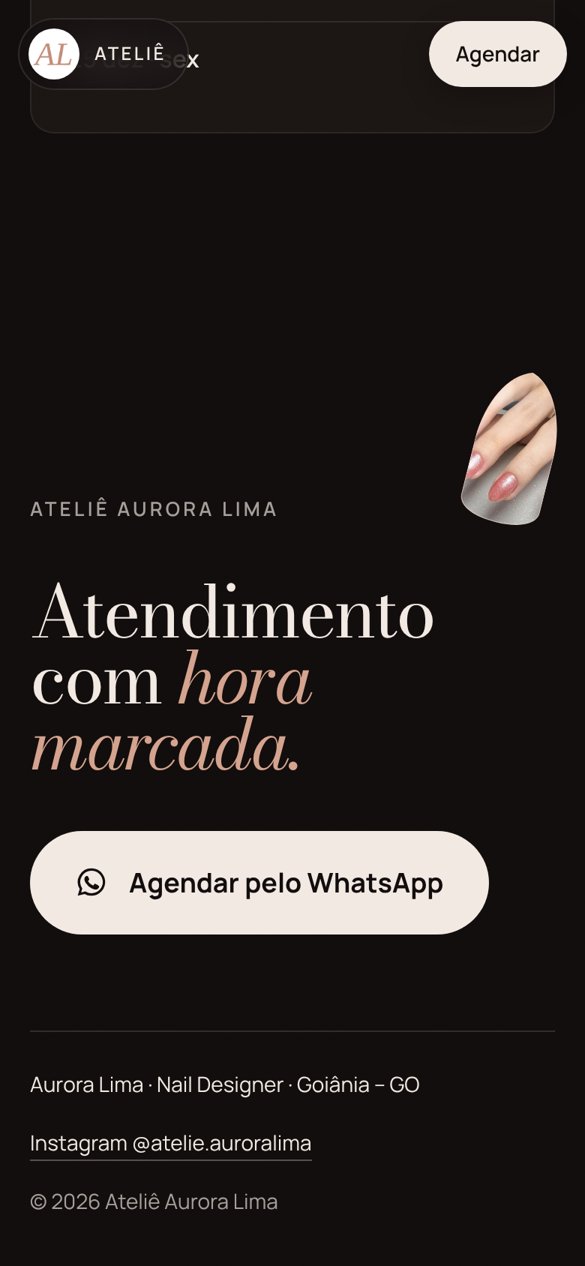 AL ATELIÊ sex Agendar
ATELIÊ AURORA LIMA
Atendimento
com hora
marcada.
Agendar pelo WhatsApp
Aurora Lima · Nail Designer · Goiânia – GO
Instagram @atelie.auroralima
© 2026 Ateliê Aurora Lima